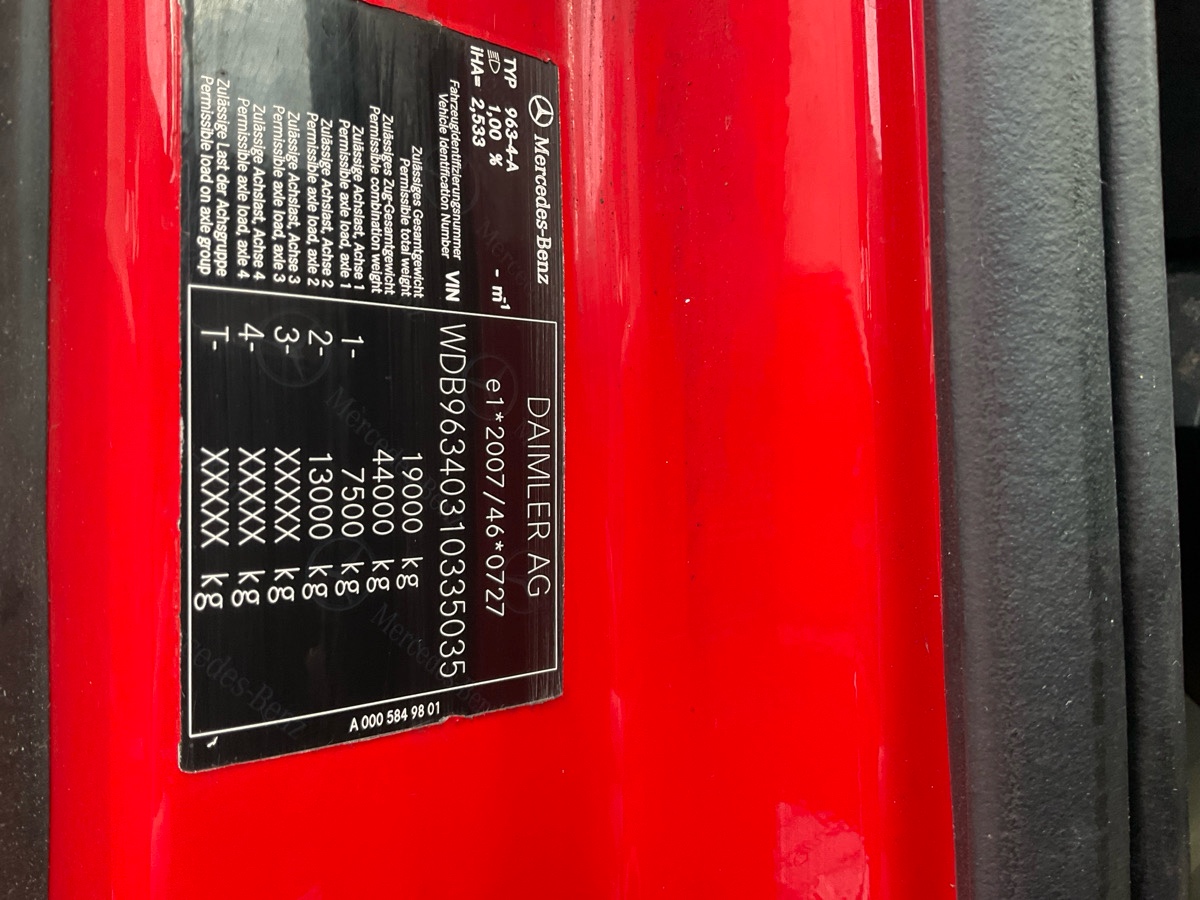 Mercedes-Benz
DAIMLER AG
TYP 963-4-A
1,00 % - m-1 e1*2007/46*0727
iHA= 2,533
Fahrzeugidentifizierungsnummer
Vehicle Identification Number VIN WDB96340310335035
Zulässiges Gesamtgewicht
Permissible total weight 19000 kg
Zulässiges Zug-Gesamtgewicht
Permissible combination weight 44000 kg
Zulässige Achslast, Achse 1
Permissible axle load, axle 1 1- 7500 kg
Zulässige Achslast, Achse 2
Permissible axle load, axle 2 2- 13000 kg
Zulässige Achslast, Achse 3
Permissible axle load, axle 3 3- XXXXX kg
Zulässige Achslast, Achse 4
Permissible axle load, axle 4 4- XXXXX kg
Zulässige Last der Achsgruppe
Permissible load on axle group T- XXXXX kg
A 000 584 98 01